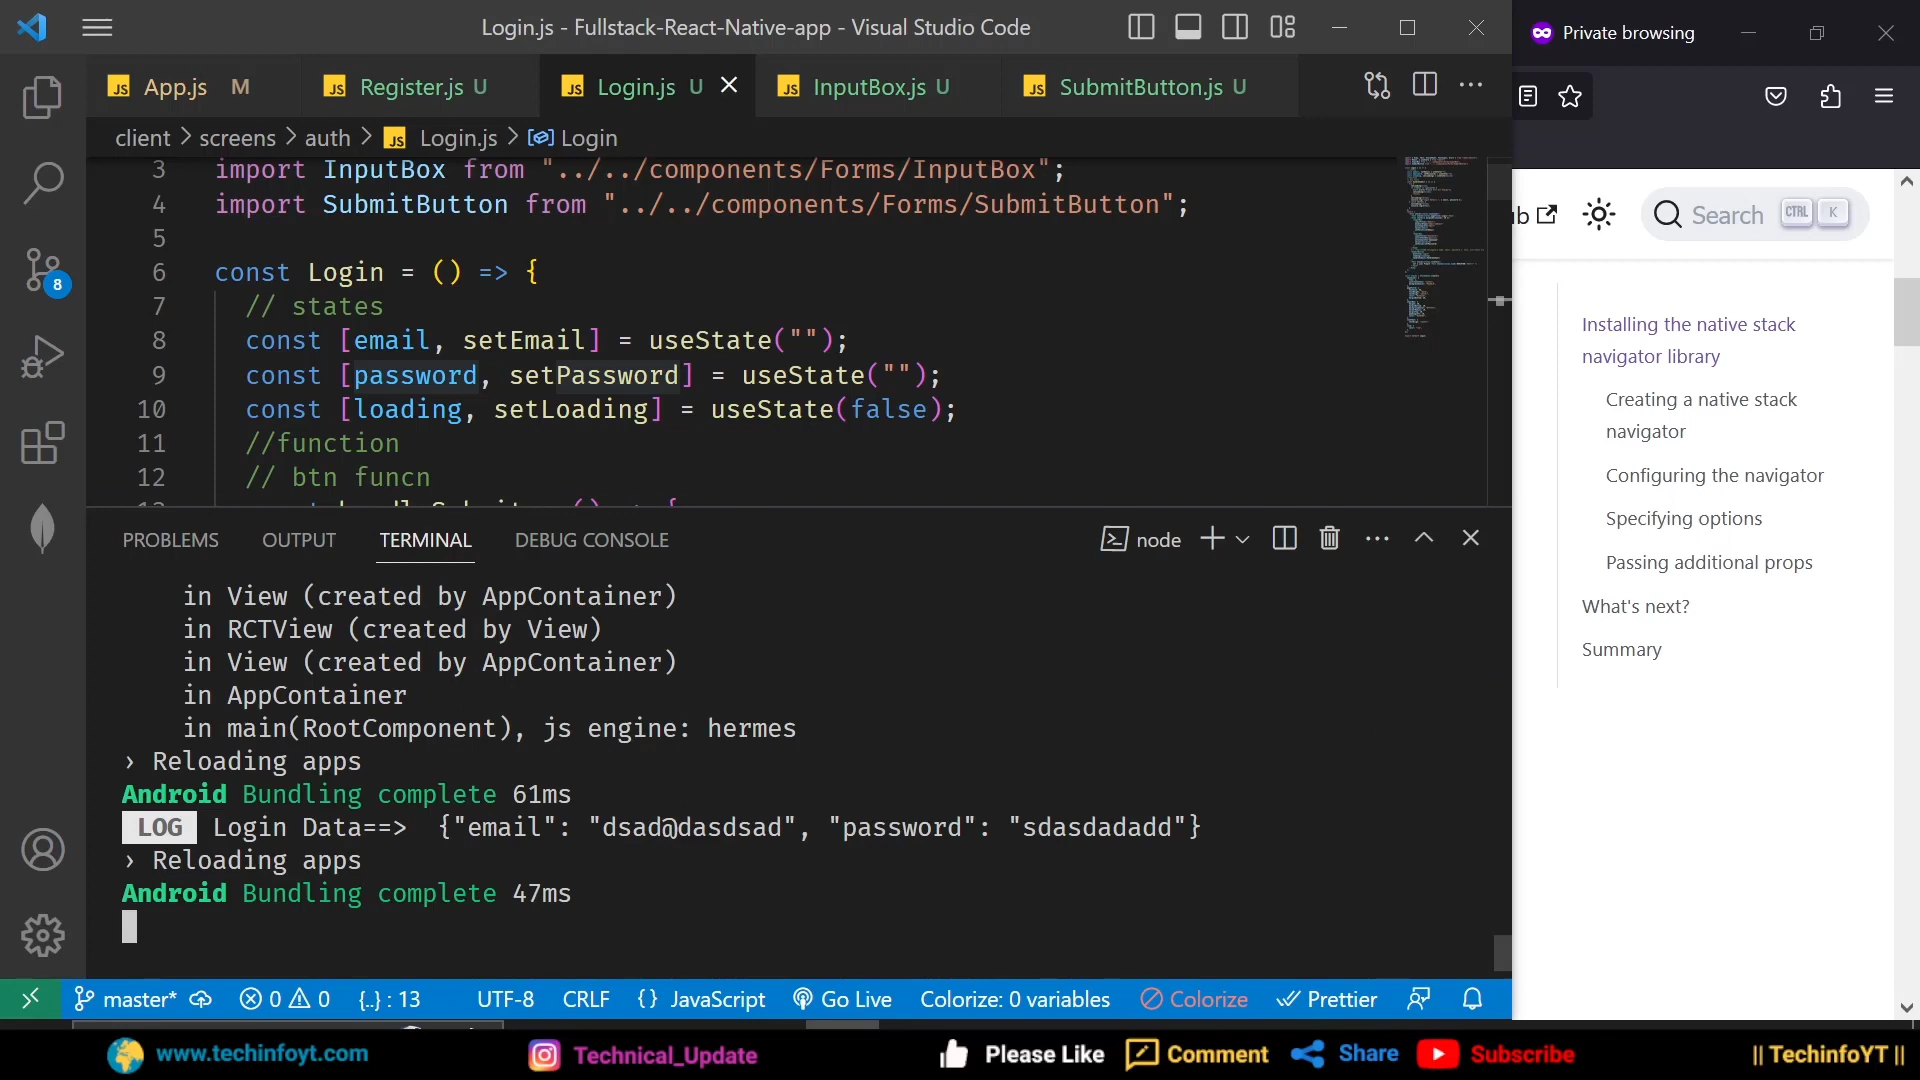 Login.js - Fullstack-React-Native-app - Visual Studio Code
Private browsing
JS App.js M
JS Register.js U
JS Login.js U
JS InputBox.js U
JS SubmitButton.js U
client > screens > auth > JS Login.js > Login
3 import InputBox from "../../components/Forms/InputBox";
4 import SubmitButton from "../../components/Forms/SubmitButton";
5
6 const Login = () => {
7 // states
8 const [email, setEmail] = useState("");
9 const [password, setPassword] = useState("");
10 const [loading, setLoading] = useState(false);
11 //function
12 // btn funcn
8
PROBLEMS OUTPUT TERMINAL DEBUG CONSOLE
node
in View (created by AppContainer)
in RCTView (created by View)
in View (created by AppContainer)
in AppContainer
in main(RootComponent), js engine: hermes
› Reloading apps
Android Bundling complete 61ms
LOG Login Data==> {"email": "dsad@dasdsad", "password": "sdasdadadd"}
› Reloading apps
Android Bundling complete 47ms
master* 0 0 {..} : 13 UTF-8 CRLF {} JavaScript Go Live Colorize: 0 variables Colorize Prettier
Search CTRL K
Installing the native stack
navigator library
Creating a native stack
navigator
Configuring the navigator
Specifying options
Passing additional props
What's next?
Summary
www.techinfoyt.com
Technical_Update
Please Like
Comment
Share
Subscribe
|| TechinfoYT ||